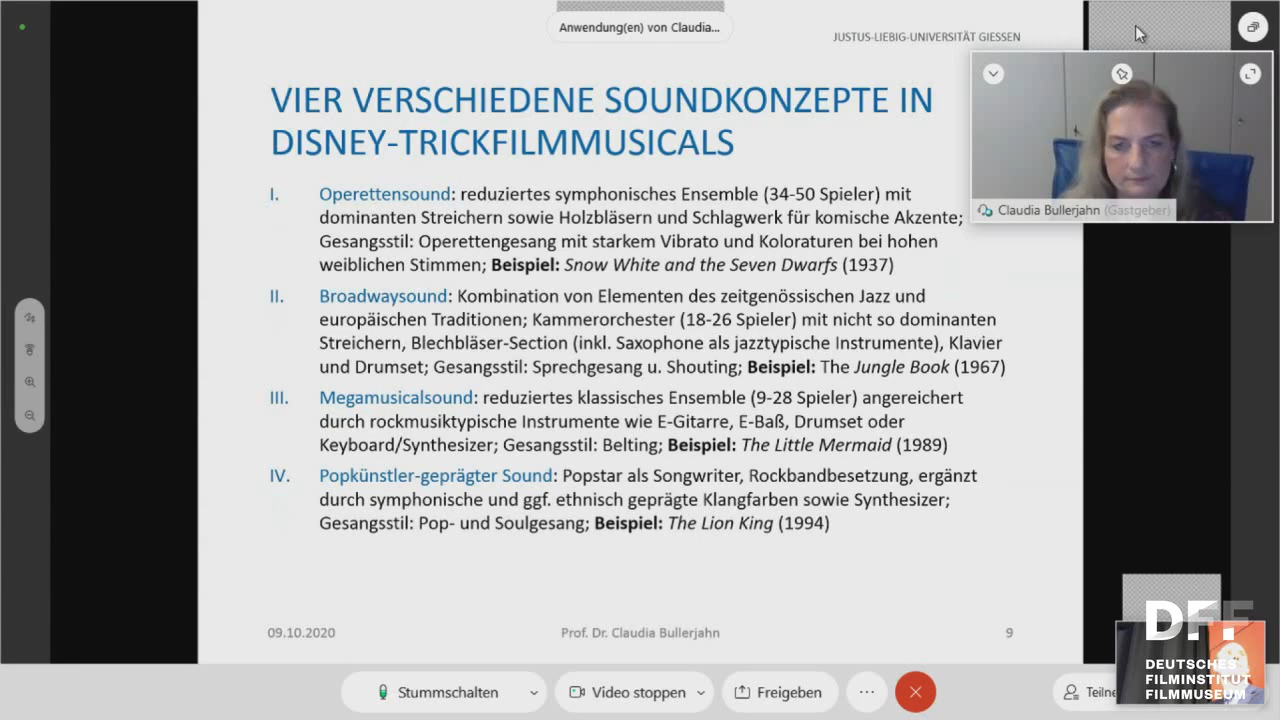 Anwendung(en) von Claudia...
JUSTUS-LIEBIG-UNIVERSITÄT GIESSEN
VIER VERSCHIEDENE SOUNDKONZEPTE IN
DISNEY-TRICKFILMMUSICALS
I. Operettensound: reduziertes symphonisches Ensemble (34-50 Spieler) mit
dominanten Streichern sowie Holzbläsern und Schlagwerk für komische Akzente;
Gesangsstil: Operettengesang mit starkem Vibrato und Koloraturen bei hohen
weiblichen Stimmen; Beispiel: Snow White and the Seven Dwarfs (1937)
II. Broadwaysound: Kombination von Elementen des zeitgenössischen Jazz und
europäischen Traditionen; Kammerorchester (18-26 Spieler) mit nicht so dominanten
Streichern, Blechbläser-Section (inkl. Saxophone als jazztypische Instrumente), Klavier
und Drumset; Gesangsstil: Sprechgesang u. Shouting; Beispiel: The Jungle Book (1967)
III. Megamusicalsound: reduziertes klassisches Ensemble (9-28 Spieler) angereichert
durch rockmusiktypische Instrumente wie E-Gitarre, E-Baß, Drumset oder
Keyboard/Synthesizer; Gesangsstil: Belting; Beispiel: The Little Mermaid (1989)
IV. Popkünstler-geprägter Sound: Popstar als Songwriter, Rockbandbesetzung, ergänzt
durch symphonische und ggf. ethnisch geprägte Klangfarben sowie Synthesizer;
Gesangsstil: Pop- und Soulgesang; Beispiel: The Lion King (1994)
09.10.2020 Prof. Dr. Claudia Bullerjahn 9
Claudia Bullerjahn (Gastgeber)
Stummschalten Video stoppen Freigeben Teilne
DFF.
DEUTSCHES
FILMINSTITUT
FILMMUSEUM